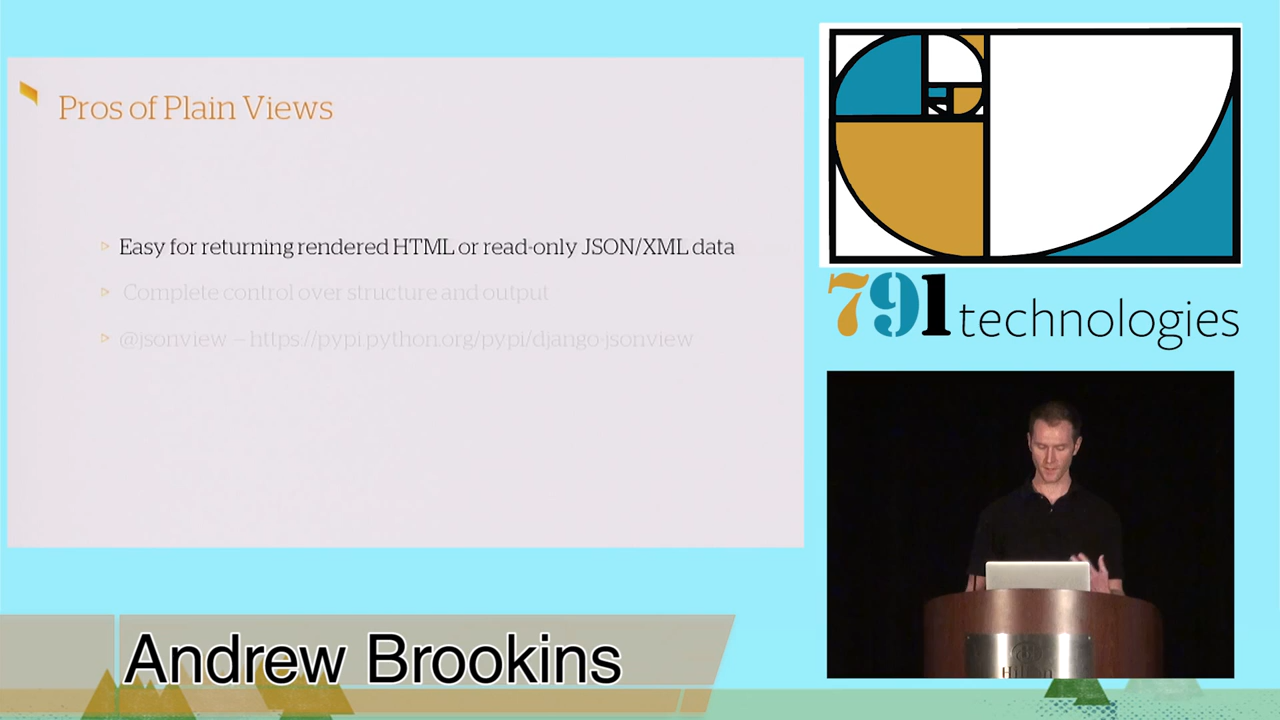 Pros of Plain Views
Easy for returning rendered HTML or read-only JSON/XML data
Complete control over structure and output
@jsonview – https://pypi.python.org/pypi/django-jsonview
791 technologies
Andrew Brookins